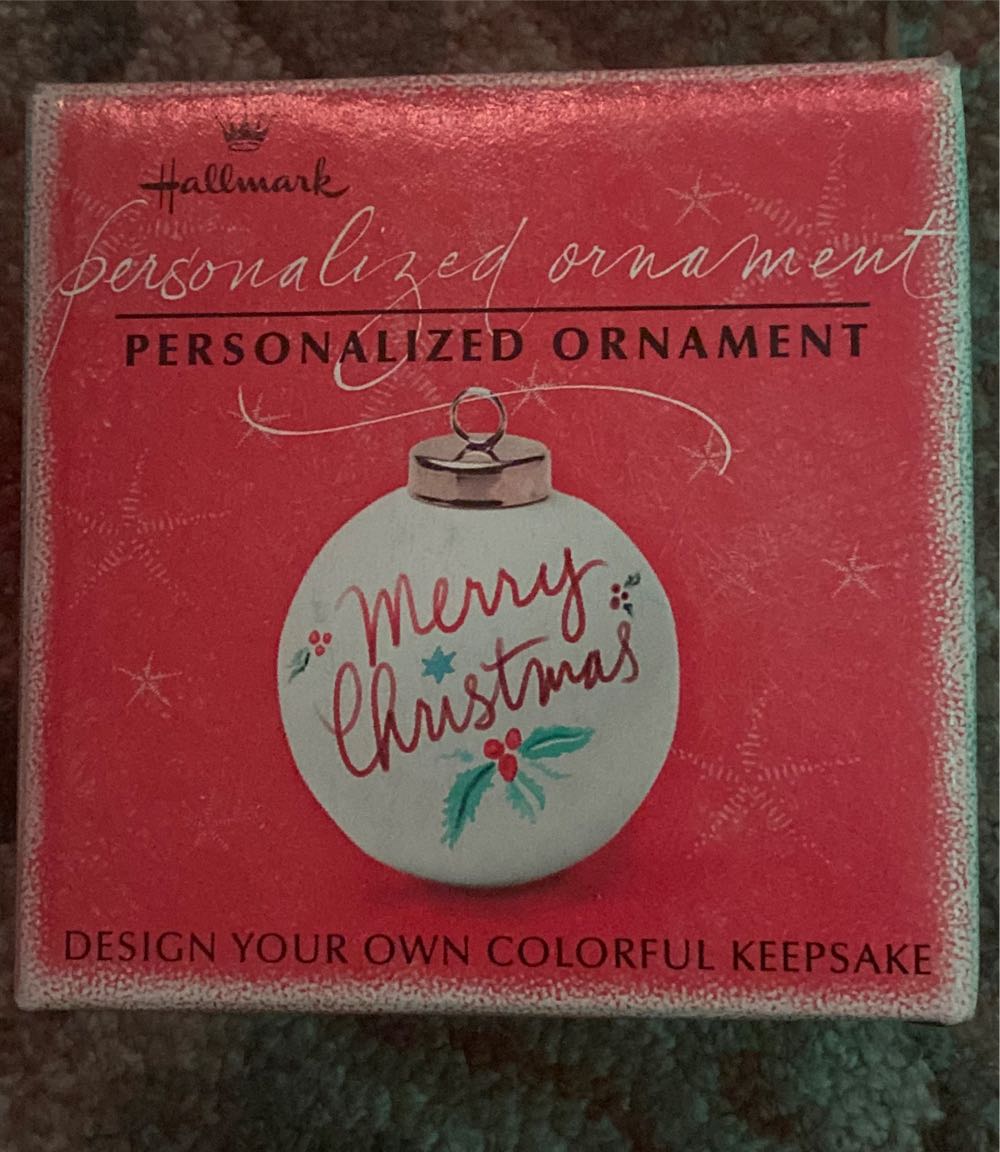 Hallmark
personalized ornament
PERSONALIZED ORNAMENT
Merry
Christmas
DESIGN YOUR OWN COLORFUL KEEPSAKE